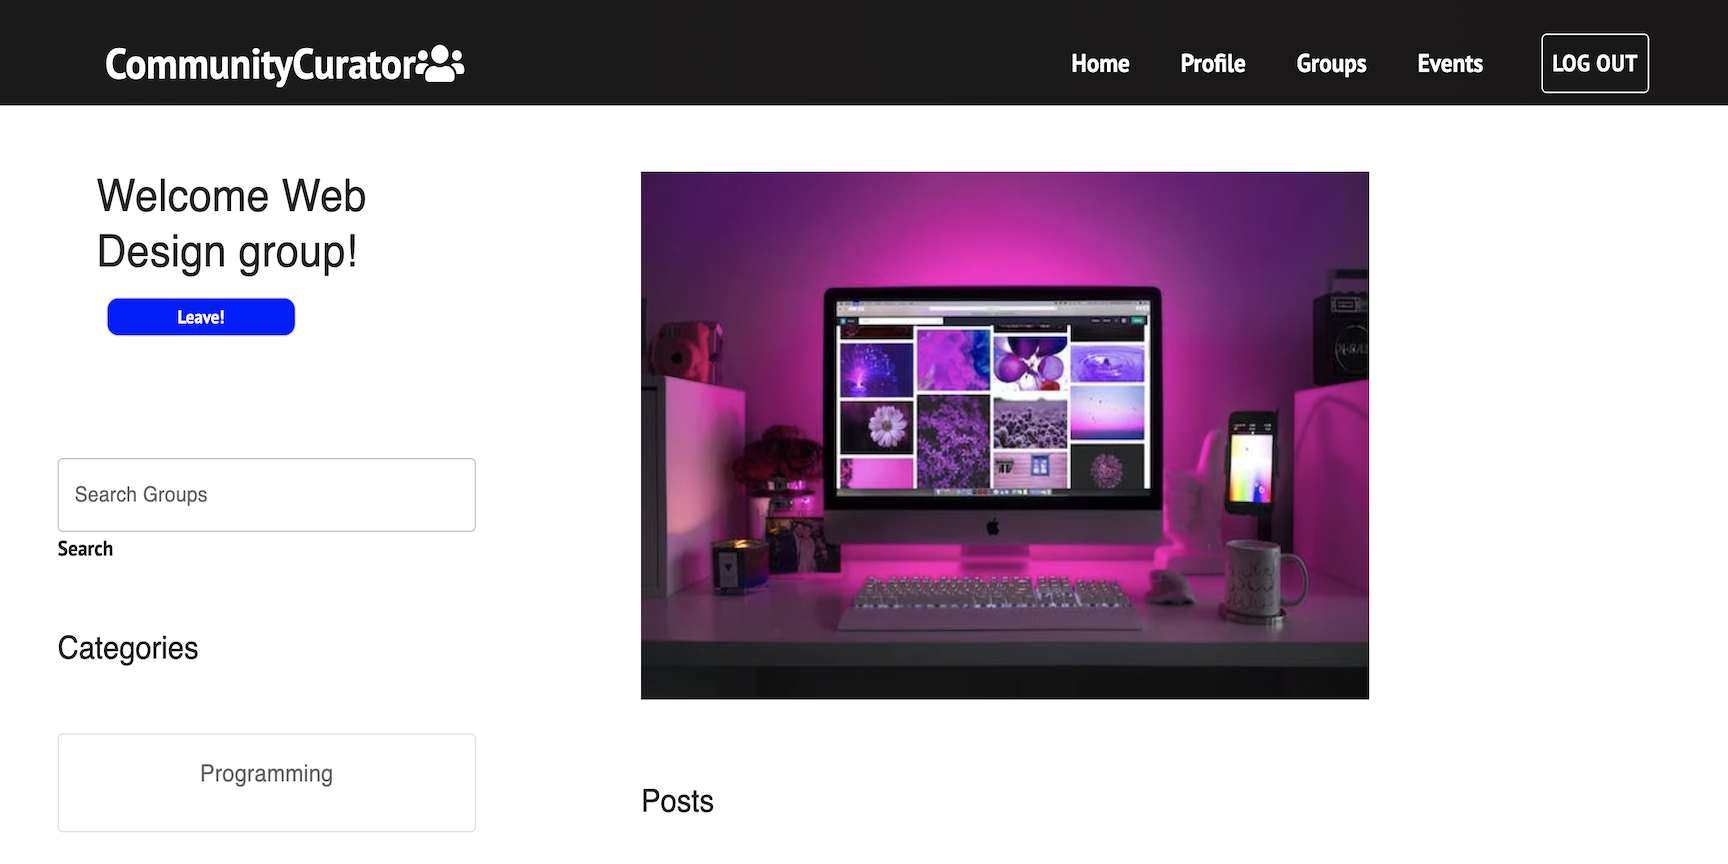 CommunityCurator
Home
Profile
Groups
Events
LOG OUT
Welcome Web
Design group!
Leave!
Search Groups
Search
Categories
Programming
Posts